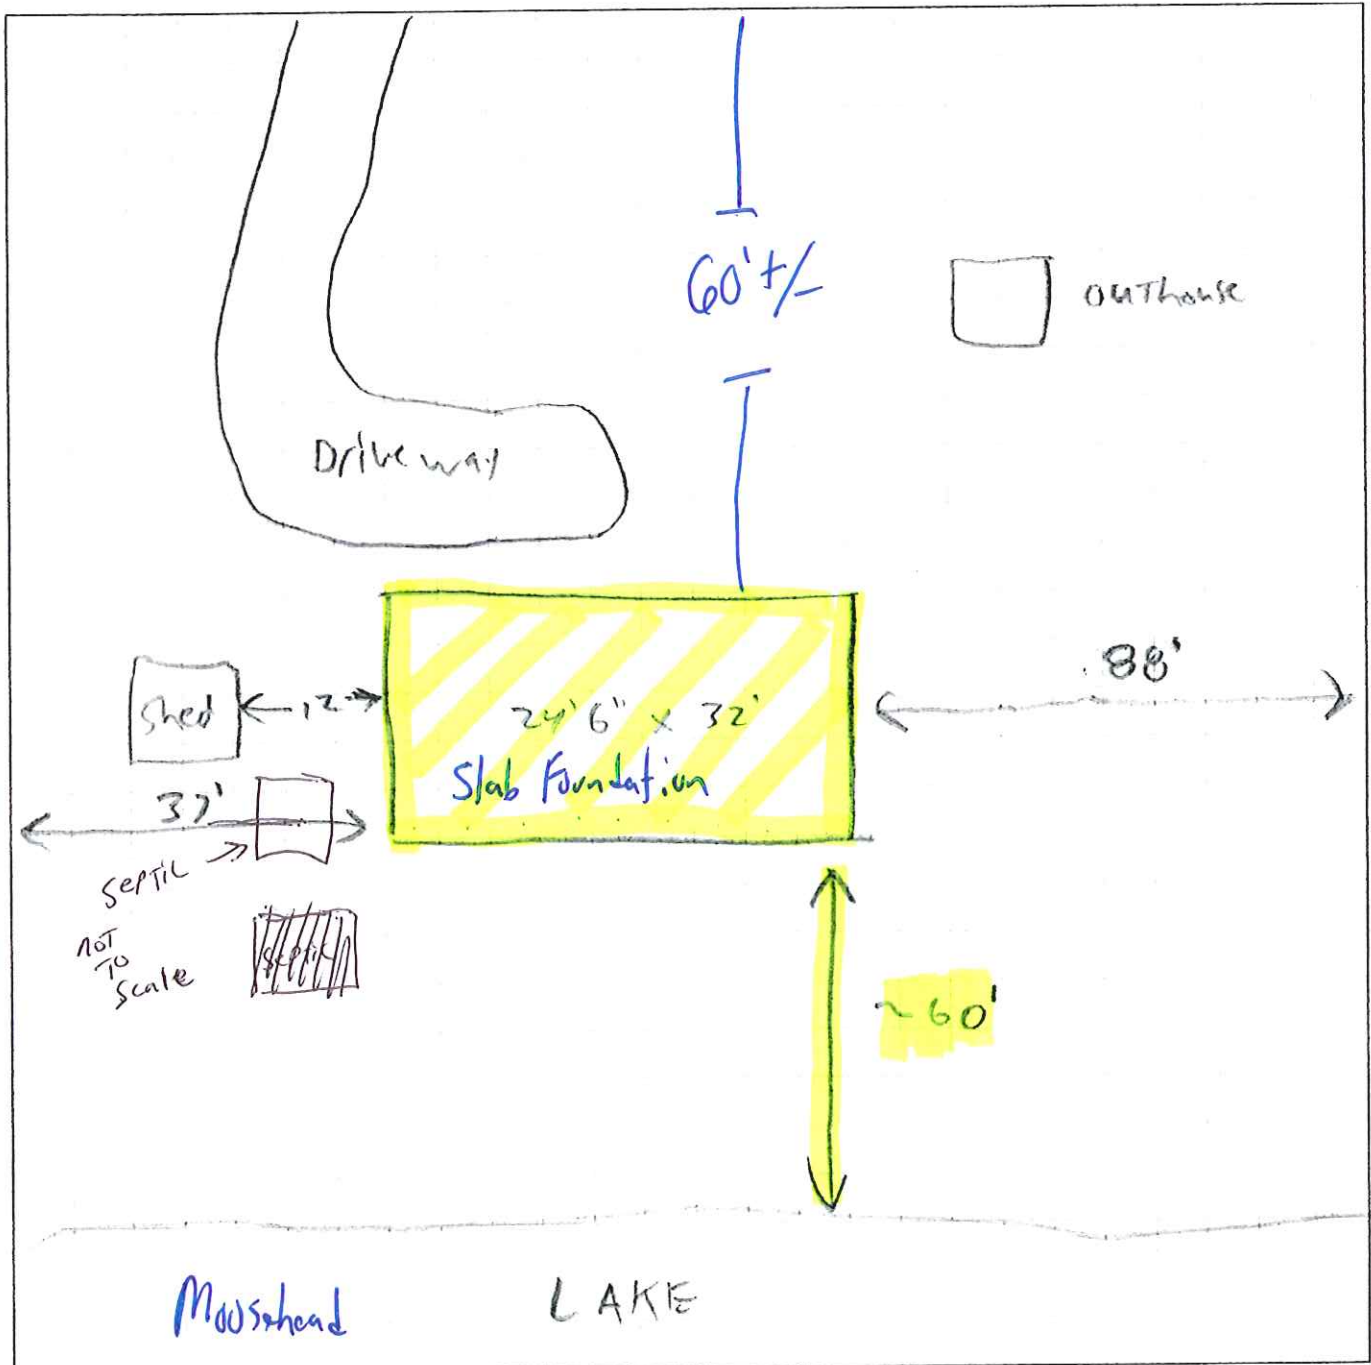 60'+/-
outhouse
Driveway
88'
shed
12
24'6" x 32'
Slab Foundation
37'
septic
NOT
TO
Scale
septic
~60'
Moosehead
LAKE